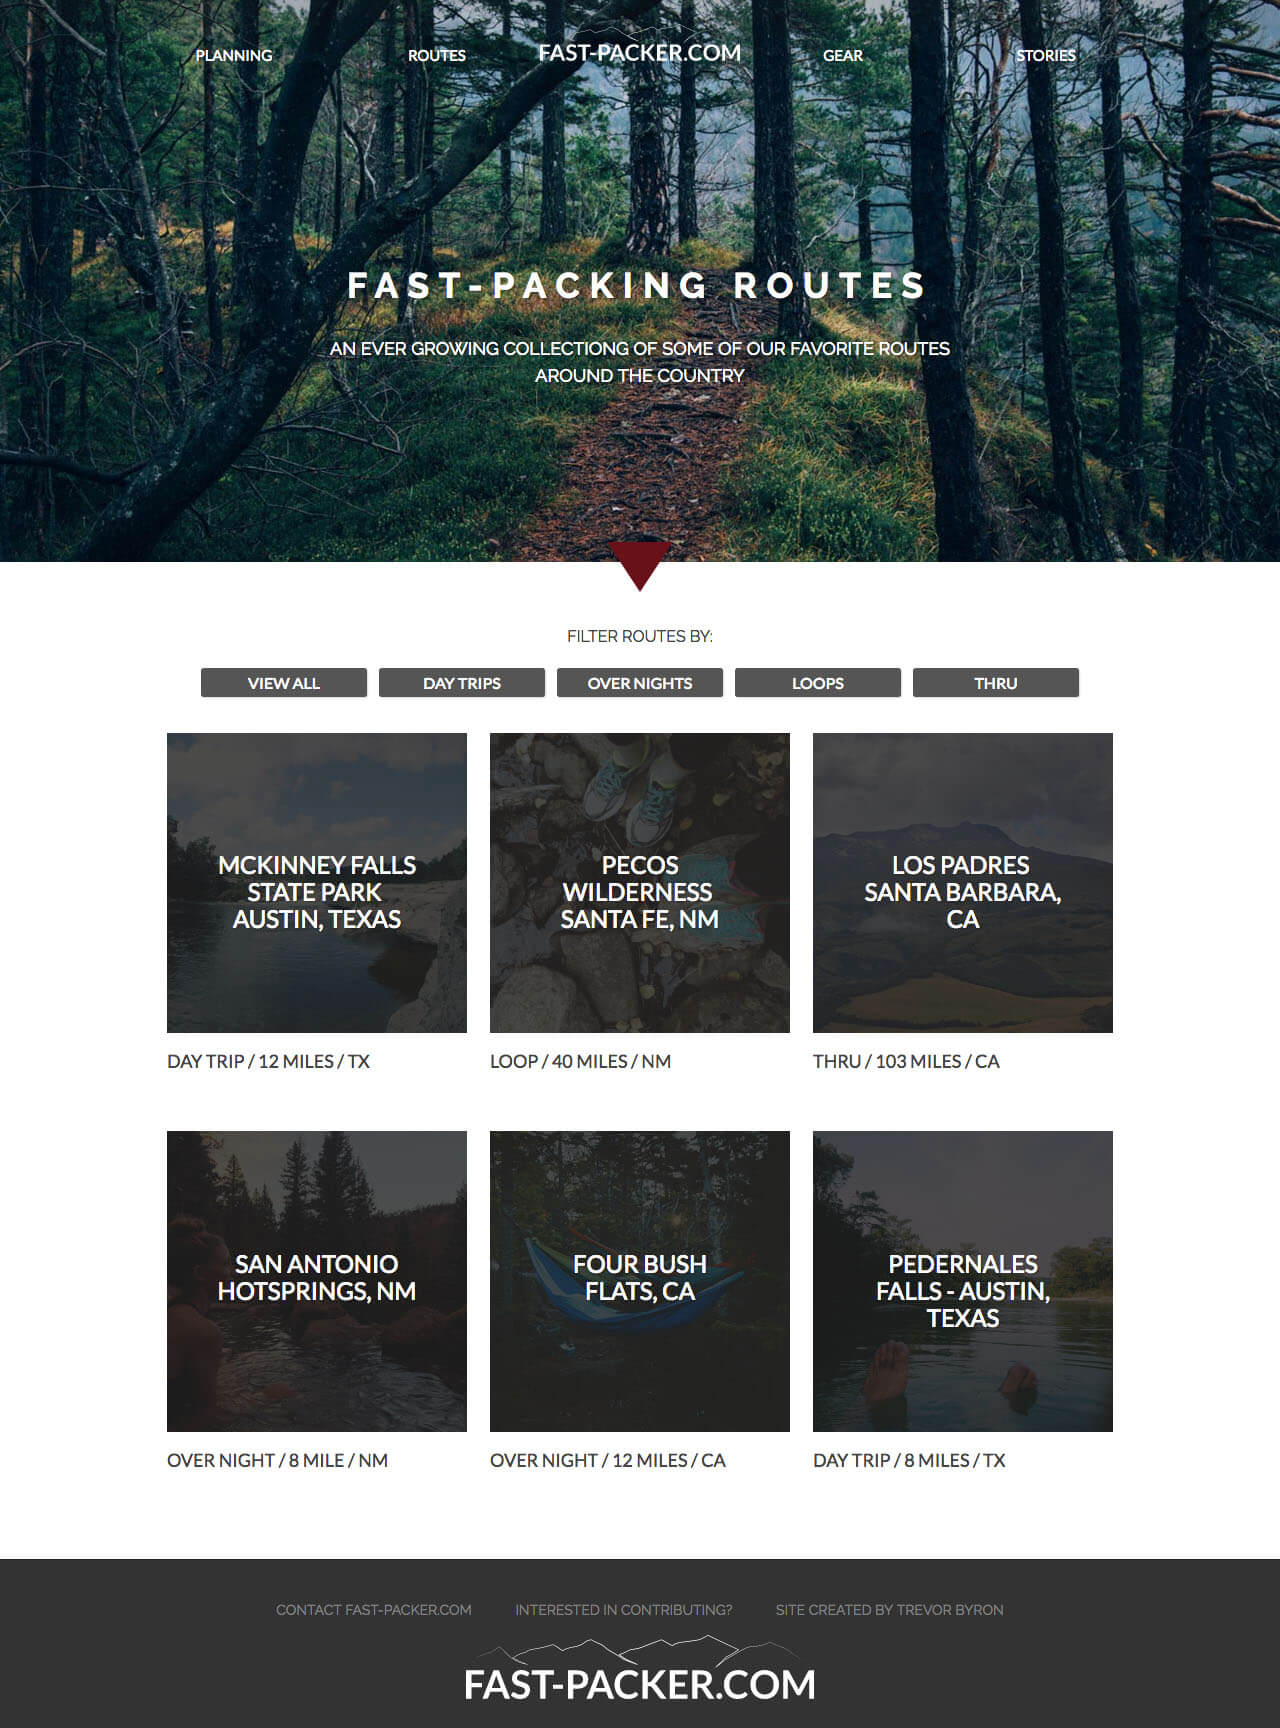 PLANNING
ROUTES
FAST-PACKER.COM
GEAR
STORIES
FAST-PACKING ROUTES
AN EVER GROWING COLLECTIONG OF SOME OF OUR FAVORITE ROUTES
AROUND THE COUNTRY
FILTER ROUTES BY:
VIEW ALL
DAY TRIPS
OVER NIGHTS
LOOPS
THRU
MCKINNEY FALLS
STATE PARK
AUSTIN, TEXAS
DAY TRIP / 12 MILES / TX
PECOS
WILDERNESS
SANTA FE, NM
LOOP / 40 MILES / NM
LOS PADRES
SANTA BARBARA,
CA
THRU / 103 MILES / CA
SAN ANTONIO
HOTSPRINGS, NM
OVER NIGHT / 8 MILE / NM
FOUR BUSH
FLATS, CA
OVER NIGHT / 12 MILES / CA
PEDERNALES
FALLS - AUSTIN,
TEXAS
DAY TRIP / 8 MILES / TX
CONTACT FAST-PACKER.COM
INTERESTED IN CONTRIBUTING?
SITE CREATED BY TREVOR BYRON
FAST-PACKER.COM